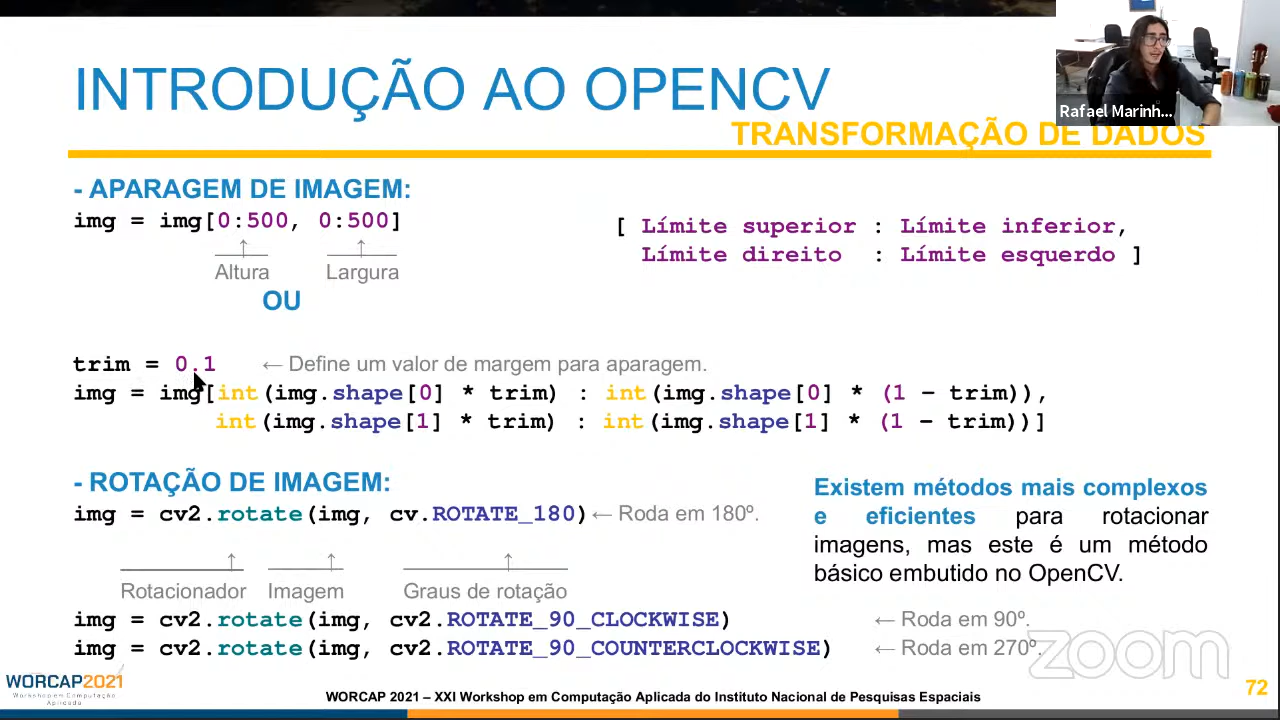 INTRODUÇÃO AO OPENCV
Rafael Marinh...
TRANSFORMAÇÃO DE DADOS
- APARAGEM DE IMAGEM:
img = img[0:500, 0:500]
Altura Largura
[ Límite superior : Límite inferior,
Límite direito : Límite esquerdo ]
OU
trim = 0.1 ← Define um valor de margem para aparagem.
img = img[int(img.shape[0] * trim) : int(img.shape[0] * (1 - trim)),
int(img.shape[1] * trim) : int(img.shape[1] * (1 - trim))]
- ROTAÇÃO DE IMAGEM:
img = cv2.rotate(img, cv.ROTATE_180) ← Roda em 180º.
Rotacionador Imagem Graus de rotação
img = cv2.rotate(img, cv2.ROTATE_90_CLOCKWISE) ← Roda em 90º.
img = cv2.rotate(img, cv2.ROTATE_90_COUNTERCLOCKWISE) ← Roda em 270º.
Existem métodos mais complexos
e eficientes para rotacionar
imagens, mas este é um método
básico embutido no OpenCV.
zoom
WORCAP2021
Workshop em Computação
Aplicada
WORCAP 2021 – XXI Workshop em Computação Aplicada do Instituto Nacional de Pesquisas Espaciais
72